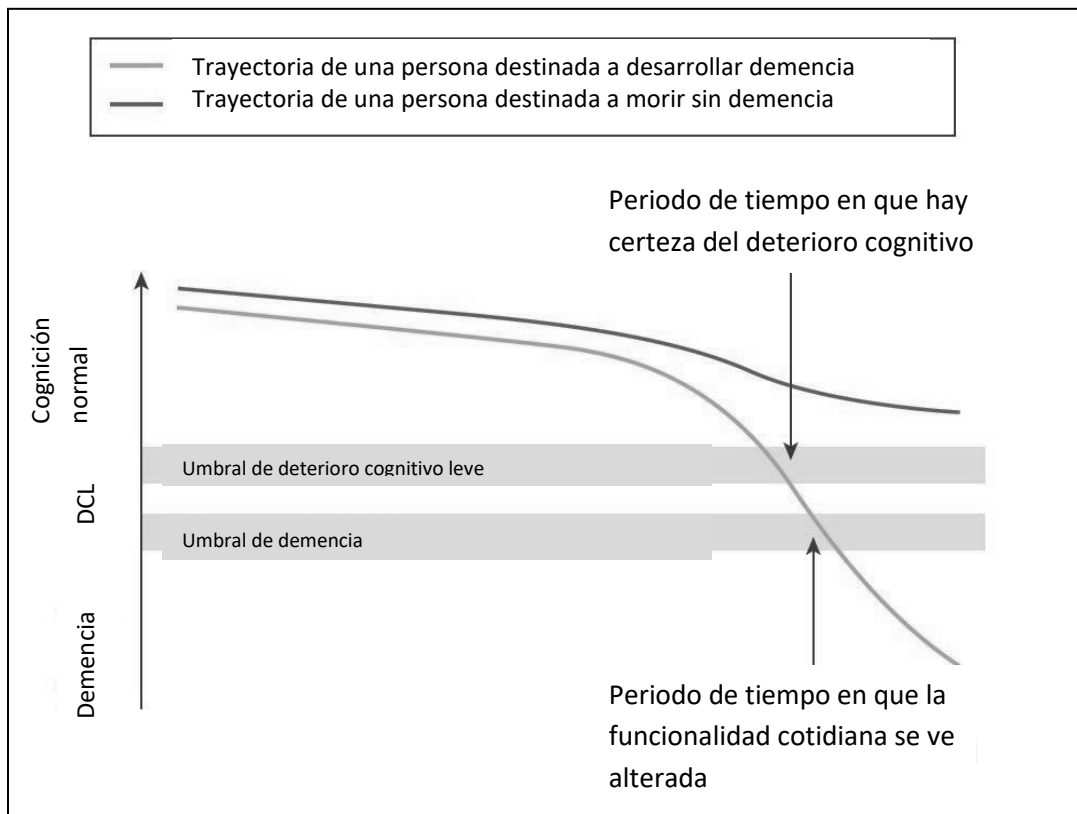 Trayectoria de una persona destinada a desarrollar demencia
Trayectoria de una persona destinada a morir sin demencia
Periodo de tiempo en que hay
certeza del deterioro cognitivo
Cognición
normal
Umbral de deterioro cognitivo leve
DCL
Umbral de demencia
Demencia
Periodo de tiempo en que la
funcionalidad cotidiana se ve
alterada